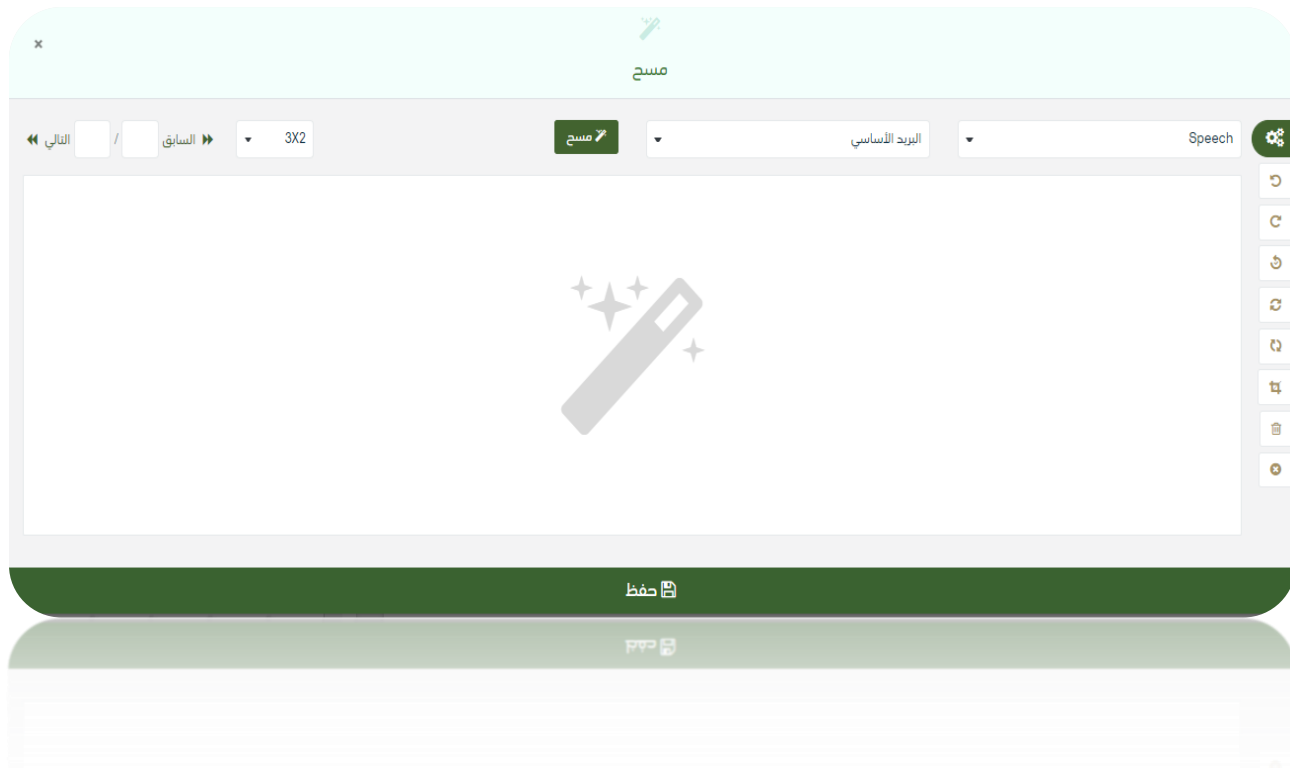 مسح
Speech
البريد الأساسي
مسح
3X2
السابق / التالي
حفظ